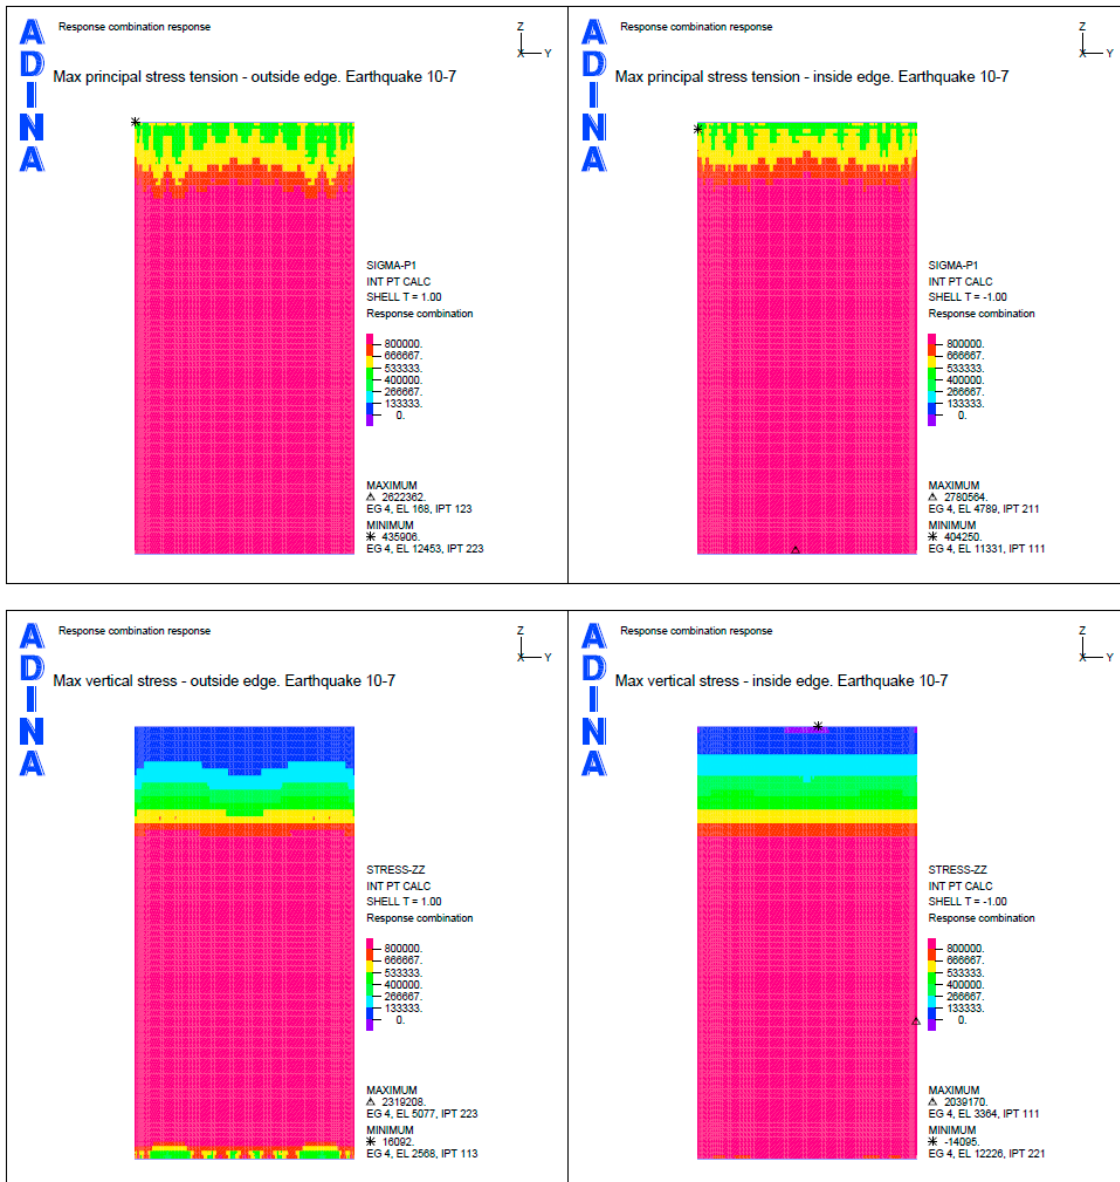 ADINA
Response combination response
Z
X Y
Max principal stress tension - outside edge. Earthquake 10-7
SIGMA-P1
INT PT CALC
SHELL T = 1.00
Response combination
800000.
666667.
533333.
400000.
266667.
133333.
0.
MAXIMUM
2622362.
EG 4, EL 168, IPT 123
MINIMUM
435906.
EG 4, EL 12453, IPT 223
ADINA
Response combination response
Z
X Y
Max principal stress tension - inside edge. Earthquake 10-7
SIGMA-P1
INT PT CALC
SHELL T = -1.00
Response combination
800000.
666667.
533333.
400000.
266667.
133333.
0.
MAXIMUM
2780564.
EG 4, EL 4789, IPT 211
MINIMUM
404250.
EG 4, EL 11331, IPT 111
ADINA
Response combination response
Z
X Y
Max vertical stress - outside edge. Earthquake 10-7
STRESS-ZZ
INT PT CALC
SHELL T = 1.00
Response combination
800000.
666667.
533333.
400000.
266667.
133333.
0.
MAXIMUM
2319208.
EG 4, EL 5077, IPT 223
MINIMUM
16092.
EG 4, EL 2568, IPT 113
ADINA
Response combination response
Z
X Y
Max vertical stress - inside edge. Earthquake 10-7
STRESS-ZZ
INT PT CALC
SHELL T = -1.00
Response combination
800000.
666667.
533333.
400000.
266667.
133333.
0.
MAXIMUM
2039170.
EG 4, EL 3364, IPT 111
MINIMUM
-14095.
EG 4, EL 12226, IPT 221